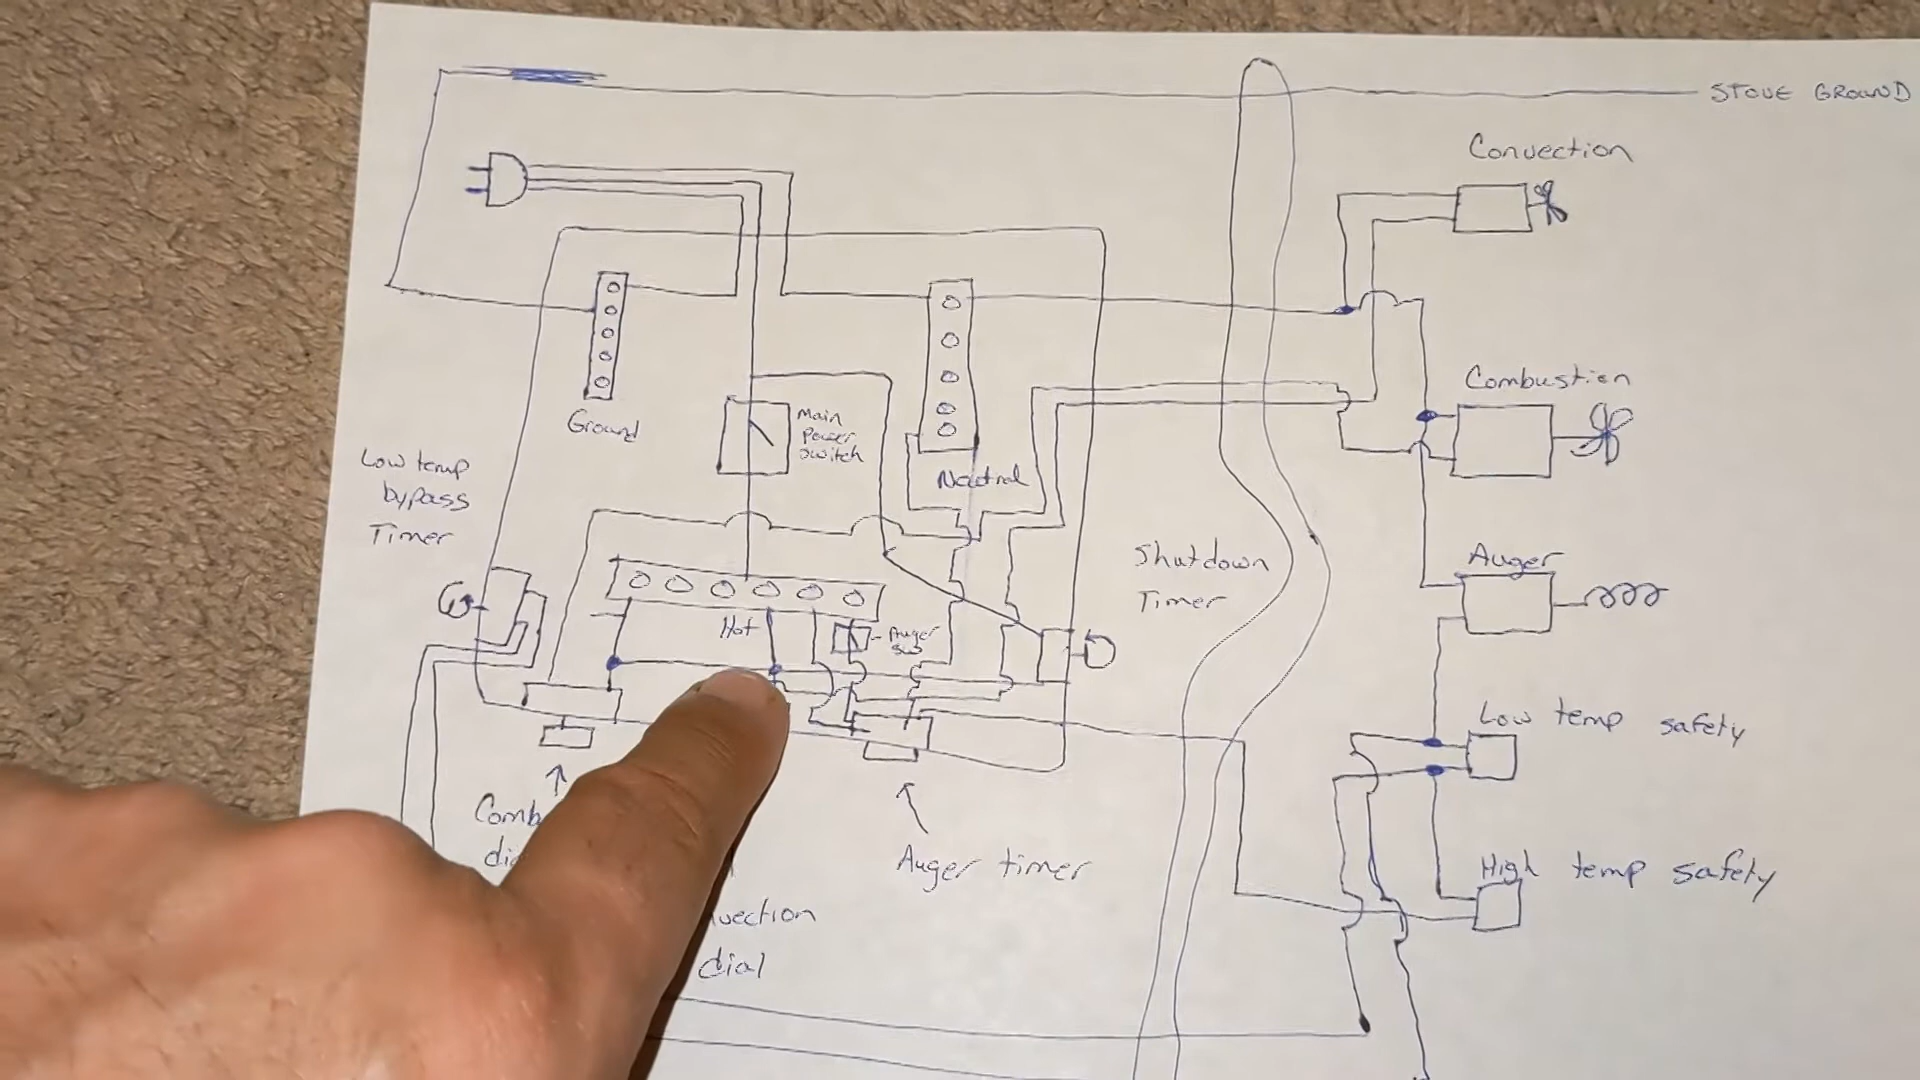 STOVE GROUND
Convection
Combustion
Ground
Main
Power
Switch
Neutral
Low temp
bypass
Timer
Shutdown
Timer
Auger
Hot
Auger
Low temp safety
High temp safety
Auger timer
dial